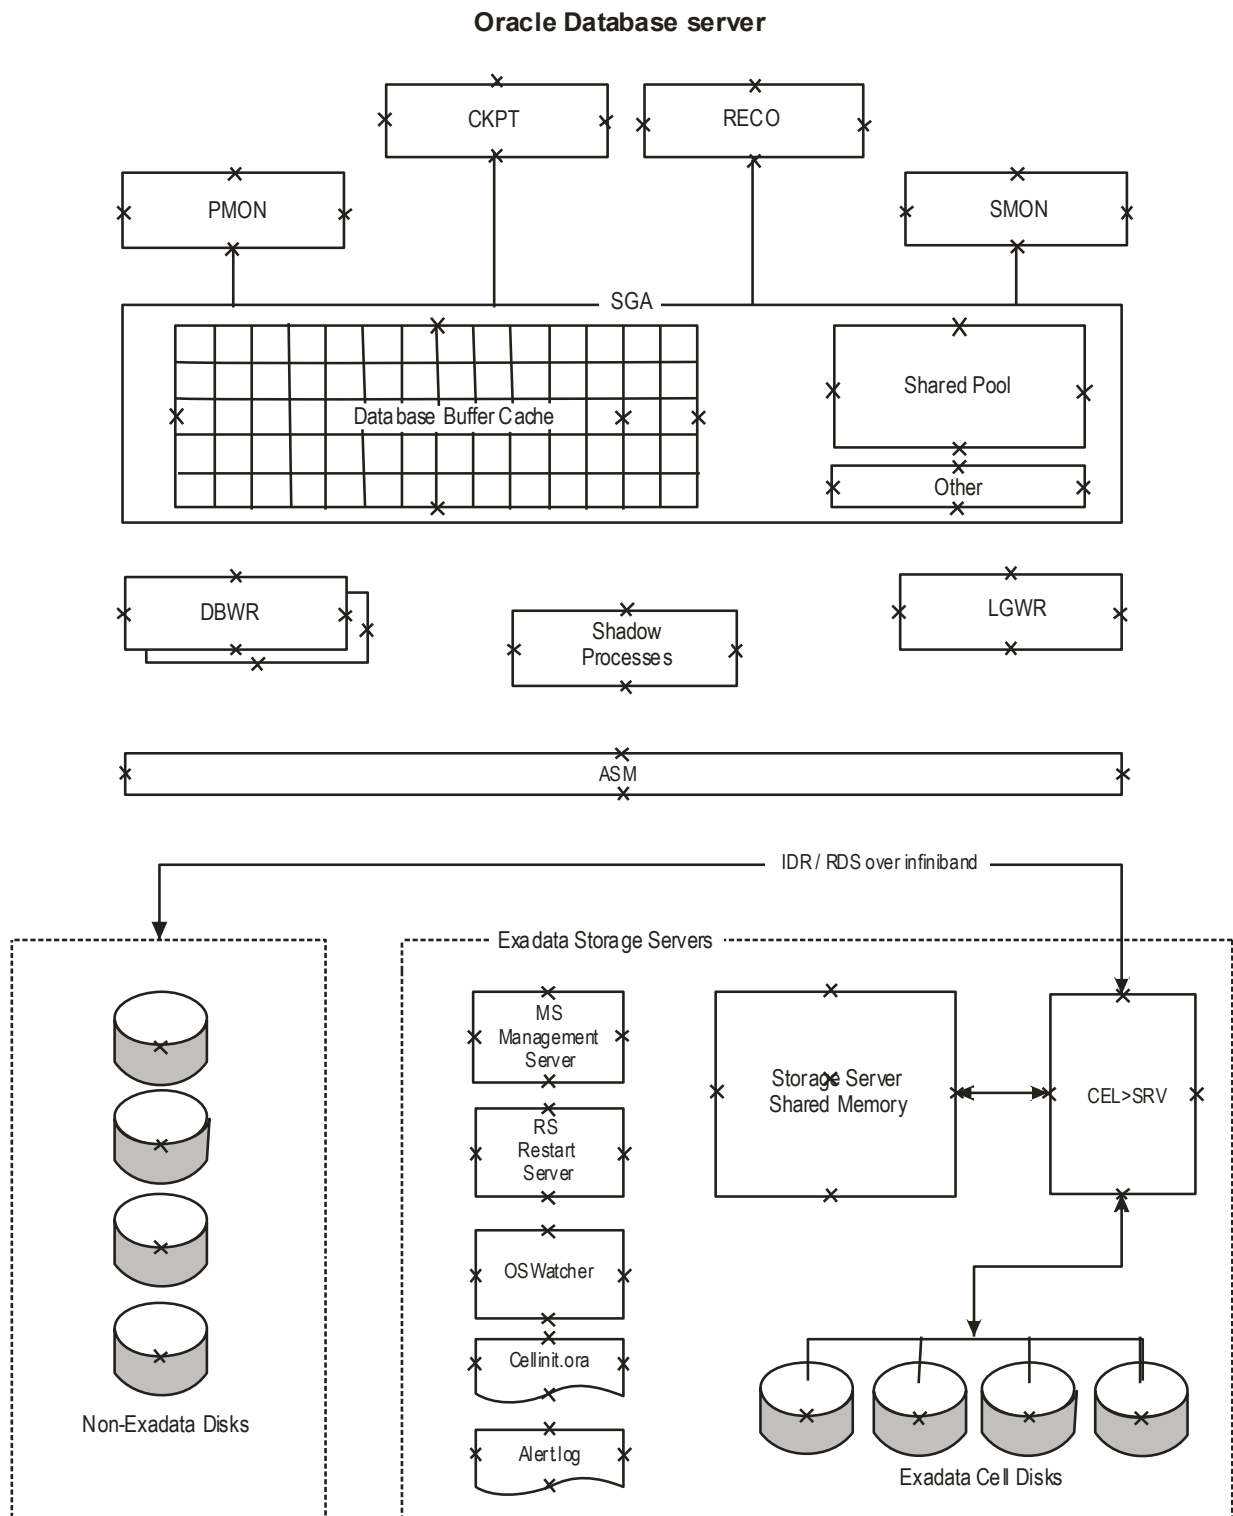 Oracle Database server
CKPT
RECO
PMON
SMON
SGA
Database Buffer Cache
Shared Pool
Other
DBWR
Shadow
Processes
LGWR
ASM
IDR / RDS over infiniband
Exadata Storage Servers
MS
Management
Server
Storage Server
Shared Memory
CEL>SRV
RS
Restart
Server
OSWatcher
Cellinit.ora
Alert.log
Non-Exadata Disks
Exadata Cell Disks